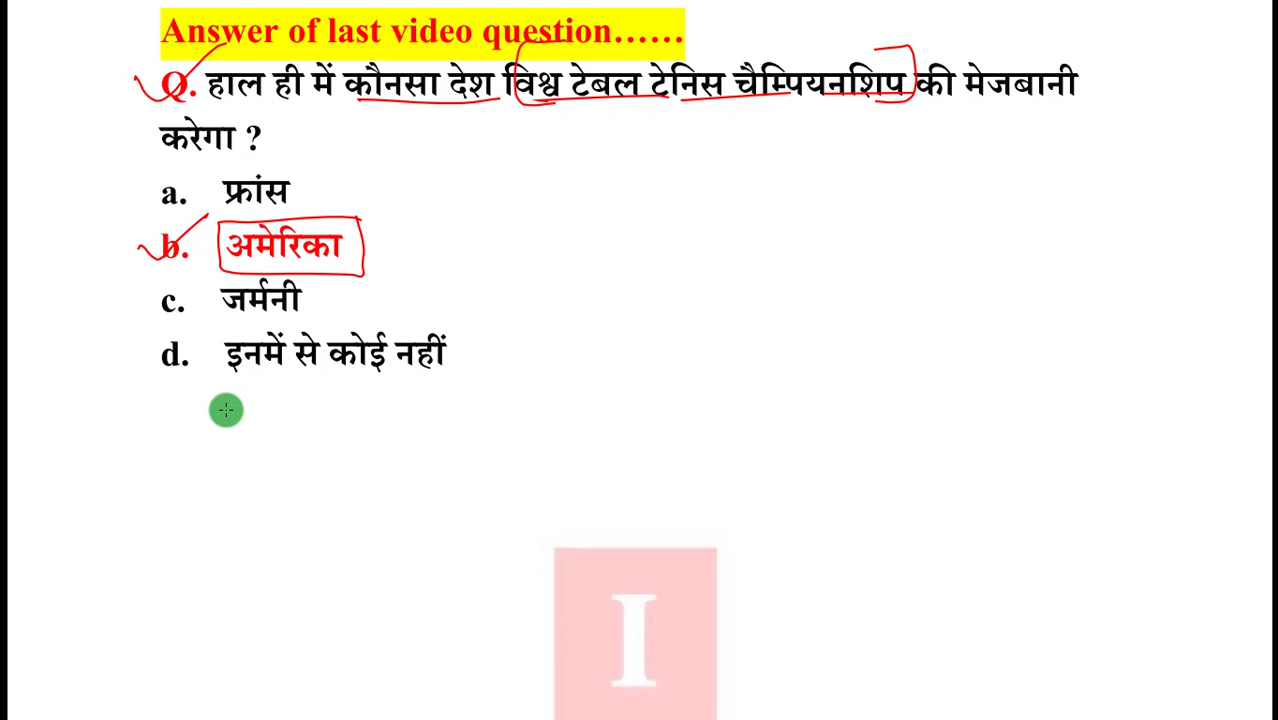 Answer of last video question……
Q. हाल ही में कौनसा देश विश्व टेबल टेनिस चैम्पियनशिप की मेजबानी
करेगा ?
a. फ्रांस
b. अमेरिका
c. जर्मनी
d. इनमें से कोई नहीं
I